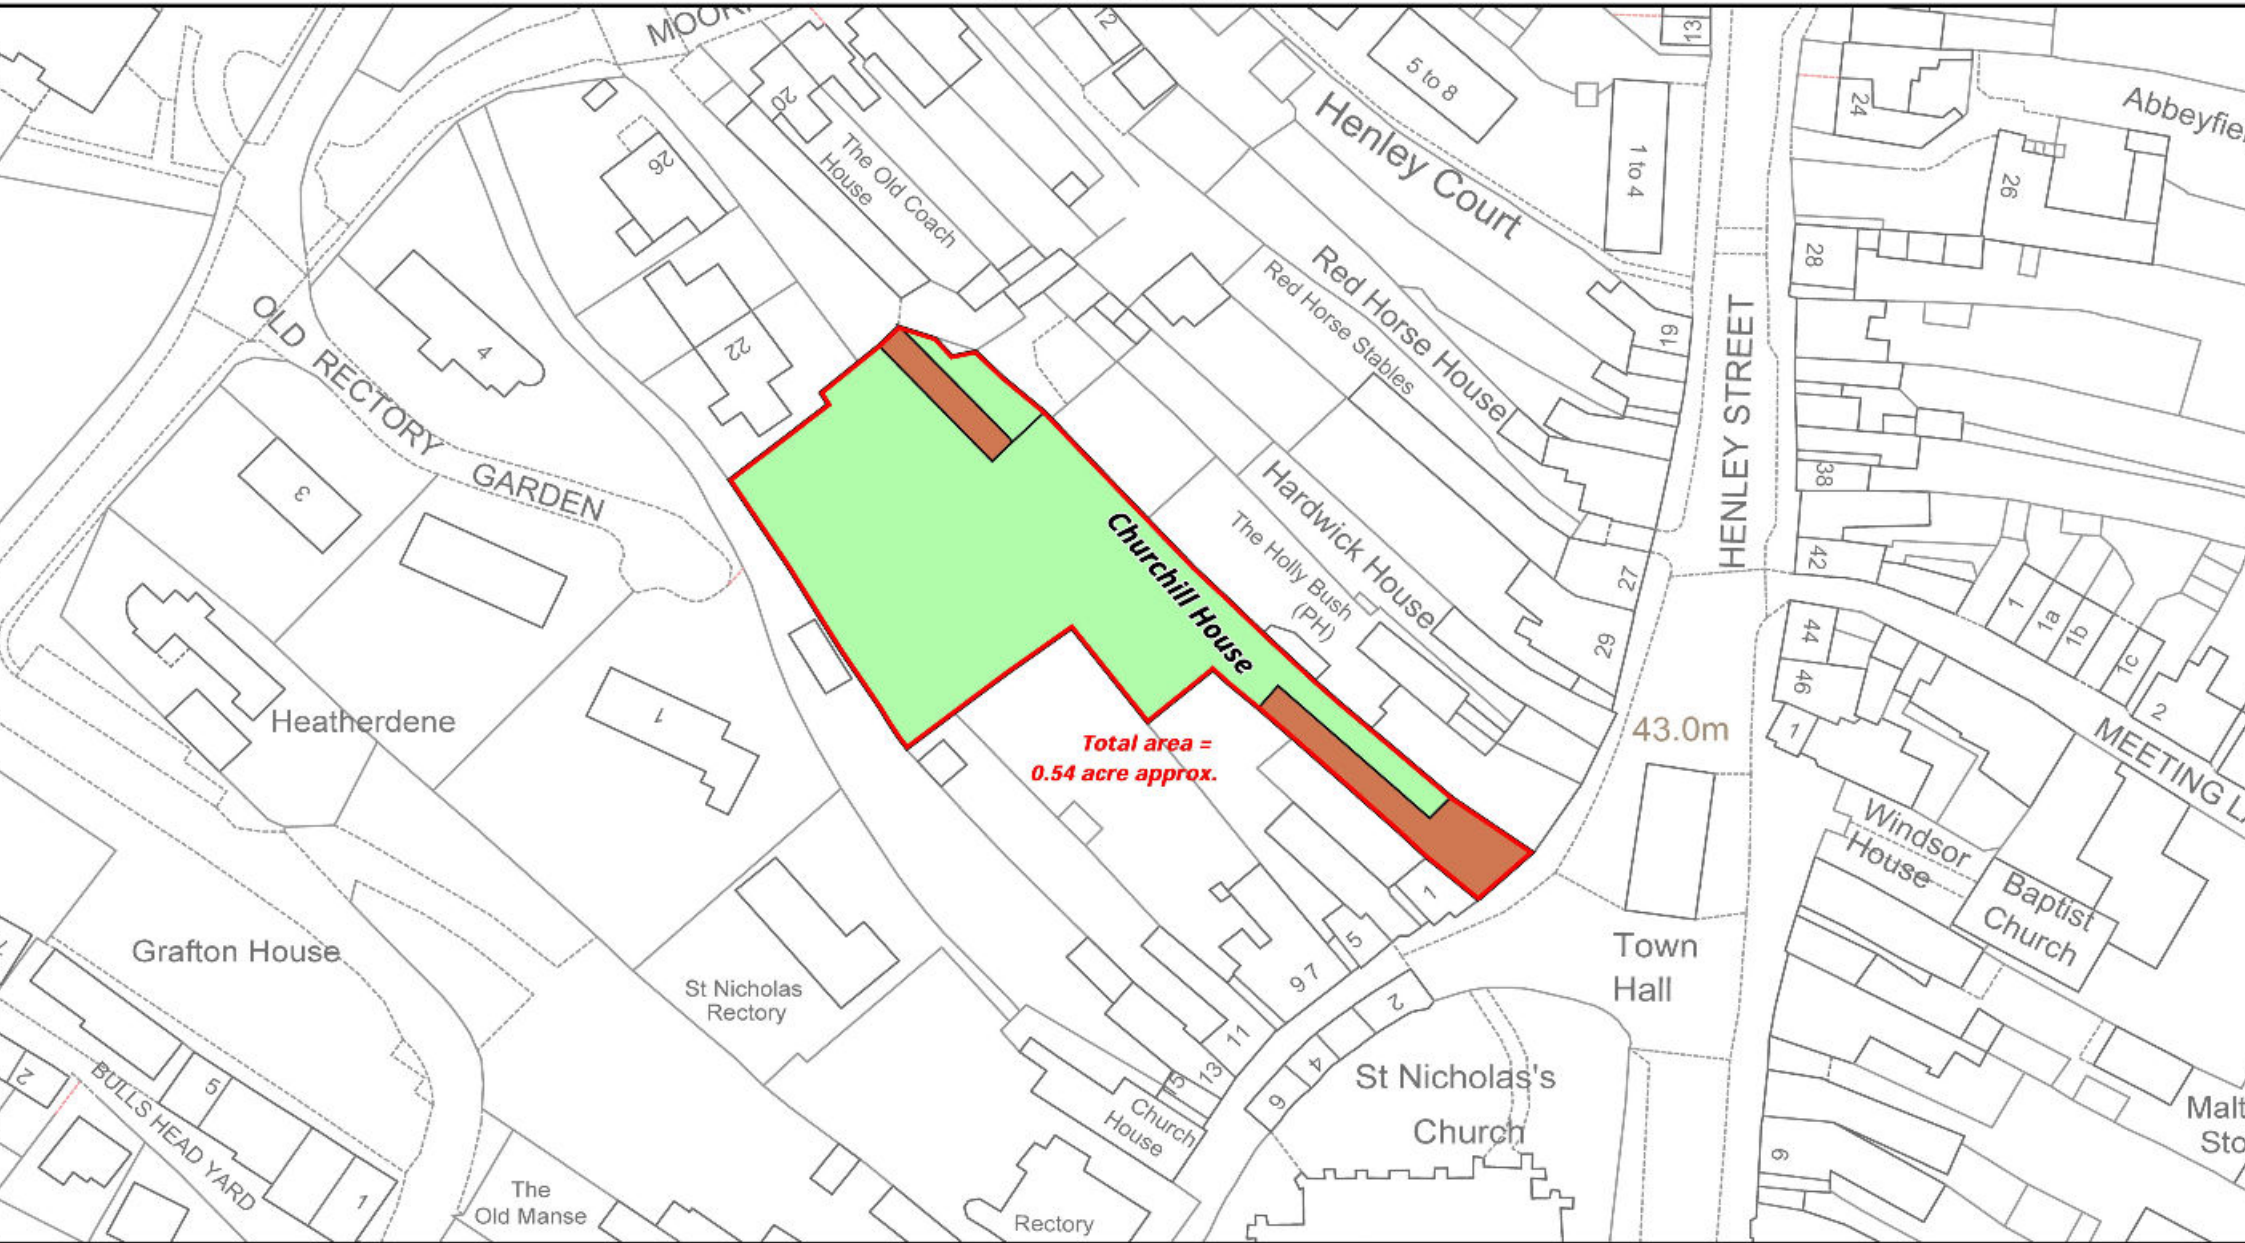 MOOR
12
13
5 to 8
20
24
Abbeyfie
Henley Court
1 to 4
26
The Old Coach
House
26
28
OLD RECTORY GARDEN
4
22
Red Horse House
Red Horse Stables
19
HENLEY STREET
3
Hardwick House
The Holly Bush
(PH)
38
42
27
29
Churchill House
1
1a
1b
1c
2
44
46
1
Heatherdene
1
Total area =
0.54 acre approx.
43.0m
MEETING L
Windsor
House
Baptist
Church
1
5
9 7
Grafton House
Town
Hall
St Nicholas
Rectory
2
4
6
11
13
15
St Nicholas's
Church
Church
House
BULLS HEAD YARD
2
5
1
Malt
Sto
9
The
Old Manse
Rectory